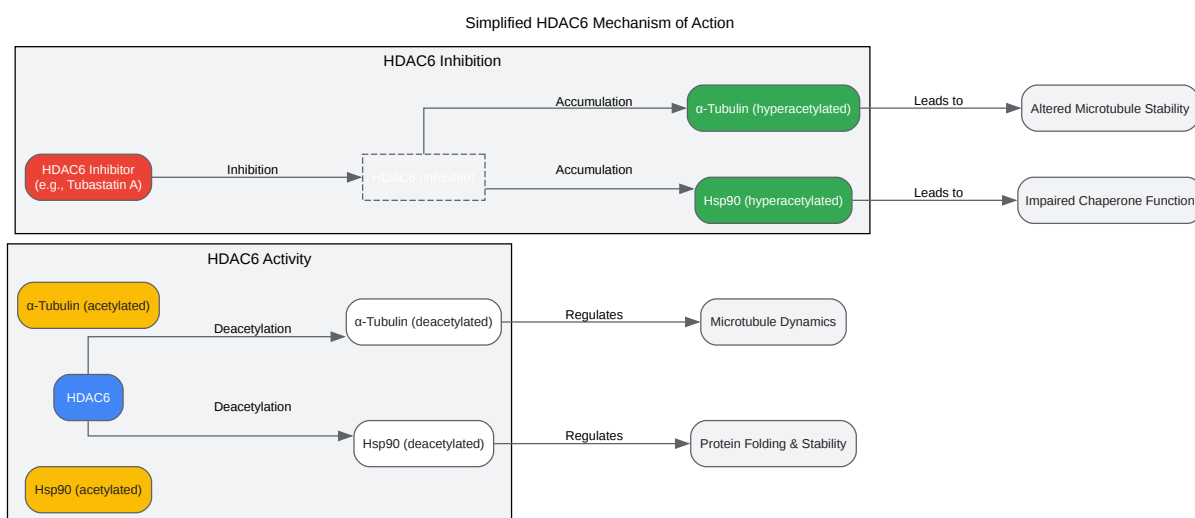 Simplified HDAC6 Mechanism of Action
HDAC6 Inhibition
HDAC6 Inhibitor
(e.g., Tubastatin A)
Inhibition
HDAC6 (inhibited)
Accumulation
α-Tubulin (hyperacetylated)
Leads to
Altered Microtubule Stability
Accumulation
Hsp90 (hyperacetylated)
Leads to
Impaired Chaperone Function
HDAC6 Activity
α-Tubulin (acetylated)
HDAC6
Hsp90 (acetylated)
Deacetylation
α-Tubulin (deacetylated)
Regulates
Microtubule Dynamics
Deacetylation
Hsp90 (deacetylated)
Regulates
Protein Folding & Stability